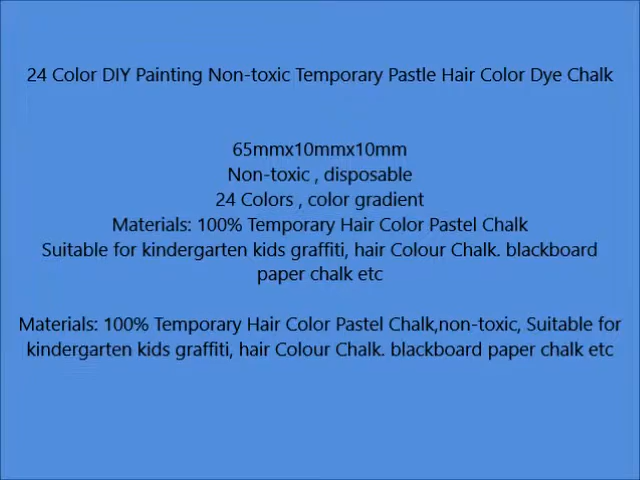 24 Color DIY Painting Non-toxic Temporary Pastle Hair Color Dye Chalk
65mmx10mmx10mm
Non-toxic , disposable
24 Colors , color gradient
Materials: 100% Temporary Hair Color Pastel Chalk
Suitable for kindergarten kids graffiti, hair Colour Chalk. blackboard
paper chalk etc
Materials: 100% Temporary Hair Color Pastel Chalk,non-toxic, Suitable for
kindergarten kids graffiti, hair Colour Chalk. blackboard paper chalk etc